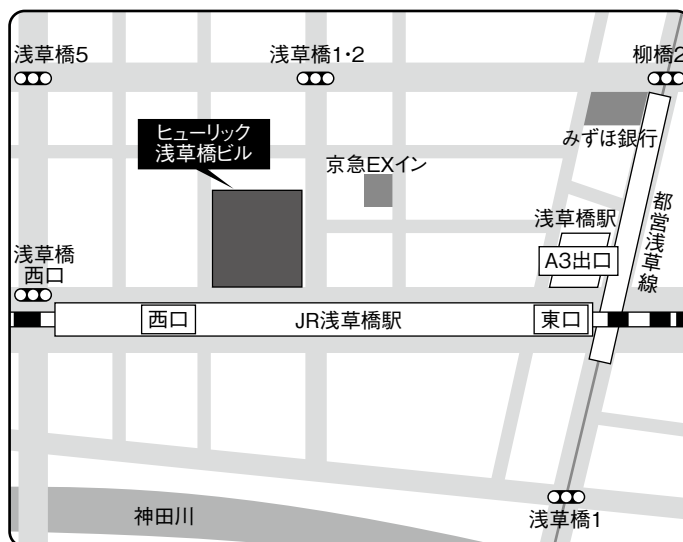 浅草橋5
浅草橋1・2
柳橋2
ヒューリック
浅草橋ビル
みずほ銀行
京急EXイン
都営浅草線
浅草橋駅
A3出口
浅草橋
西口
西口
JR浅草橋駅
東口
神田川
浅草橋1